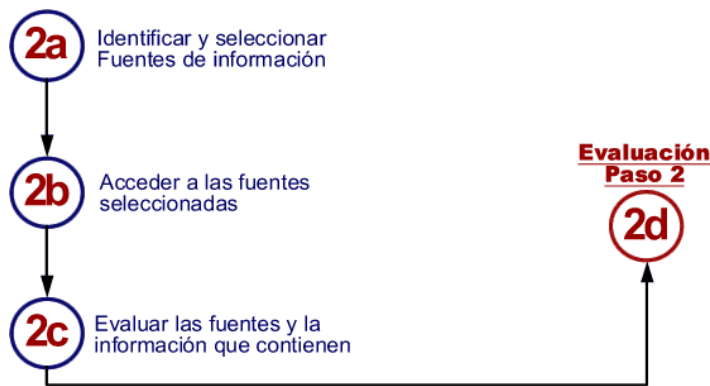 2a
Identificar y seleccionar
Fuentes de información
2b
Acceder a las fuentes
seleccionadas
2c
Evaluar las fuentes y la
información que contienen
Evaluación
Paso 2
2d